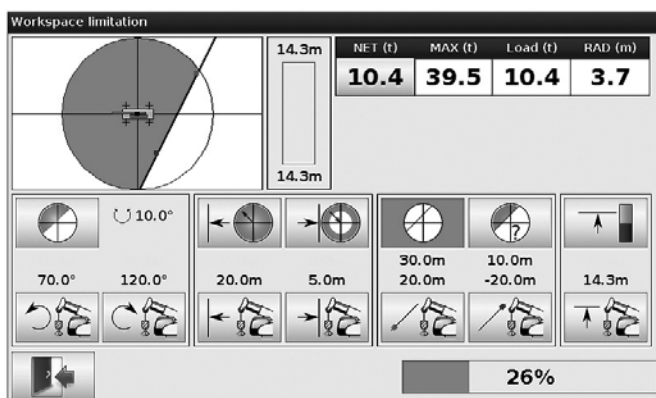 Workspace limitation
14.3m
14.3m
NET (t) MAX (t) Load (t) RAD (m)
10.4 39.5 10.4 3.7
10.0°
70.0° 120.0°
20.0m 5.0m
?
30.0m 10.0m
20.0m -20.0m
14.3m
26%